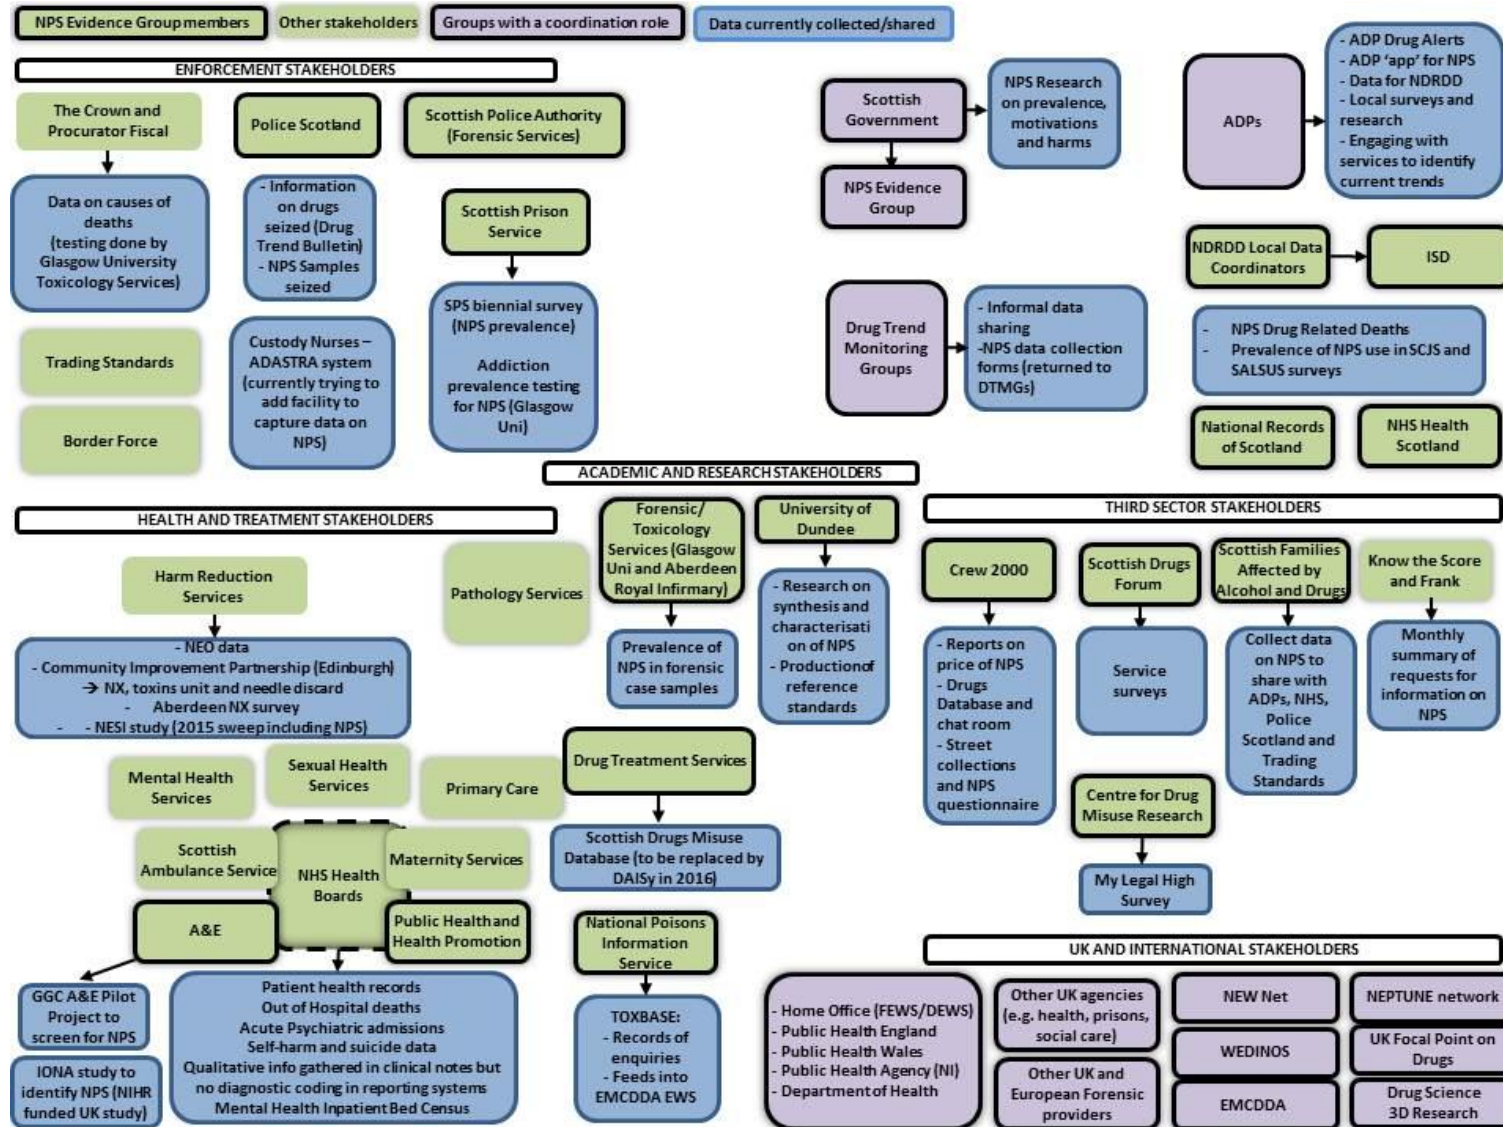 NPS Evidence Group members
Other stakeholders
Groups with a coordination role
Data currently collected/shared
ENFORCEMENT STAKEHOLDERS
The Crown and
Procurator Fiscal
Police Scotland
Scottish Police Authority
(Forensic Services)
Data on causes of
deaths
(testing done by
Glasgow University
Toxicology Services)
- Information
on drugs
seized (Drug
Trend Bulletin)
- NPS Samples
seized
Scottish Prison
Service
SPS biennial survey
(NPS prevalence)
Addiction
prevalence testing
for NPS (Glasgow
Uni)
Trading Standards
Border Force
Custody Nurses –
ADASTRA system
(currently trying to
add facility to
capture data on
NPS)
Scottish
Government
NPS Research
on prevalence,
motivations
and harms
NPS Evidence
Group
Drug Trend
Monitoring
Groups
- Informal data
sharing
-NPS data collection
forms (returned to
DTMGs)
ADPs
- ADP Drug Alerts
- ADP ‘app’ for NPS
- Data for NDRDD
- Local surveys and
research
- Engaging with
services to identify
current trends
NDRDD Local Data
Coordinators
ISD
- NPS Drug Related Deaths
- Prevalence of NPS use in SCJS and
SALSUS surveys
National Records
of Scotland
NHS Health
Scotland
ACADEMIC AND RESEARCH STAKEHOLDERS
Forensic/
Toxicology
Services (Glasgow
Uni and Aberdeen
Royal Infirmary)
University of
Dundee
Prevalence of
NPS in forensic
case samples
- Research on
synthesis and
characterisati
on of NPS
- Production of
reference
standards
HEALTH AND TREATMENT STAKEHOLDERS
Harm Reduction
Services
Pathology Services
- NEO data
- Community Improvement Partnership (Edinburgh)
→ NX, toxins unit and needle discard
- Aberdeen NX survey
- - NESI study (2015 sweep including NPS)
Mental Health
Services
Sexual Health
Services
Primary Care
Drug Treatment Services
Scottish
Ambulance Service
NHS Health
Boards
Maternity Services
Scottish Drugs Misuse
Database (to be replaced by
DAISy in 2016)
A&E
Public Health and
Health Promotion
National Poisons
Information
Service
GGC A&E Pilot
Project to
screen for NPS
IONA study to
identify NPS (NIHR
funded UK study)
Patient health records
Out of Hospital deaths
Acute Psychiatric admissions
Self-harm and suicide data
Qualitative info gathered in clinical notes but
no diagnostic coding in reporting systems
Mental Health Inpatient Bed Census
TOXBASE:
- Records of
enquiries
- Feeds into
EMCDDA EWS
THIRD SECTOR STAKEHOLDERS
Crew 2000
Scottish Drugs
Forum
Scottish Families
Affected by
Alcohol and Drugs
Know the Score
and Frank
- Reports on
price of NPS
- Drugs
Database and
chat room
- Street
collections
and NPS
questionnaire
Service
surveys
Collect data
on NPS to
share with
ADPs, NHS,
Police
Scotland and
Trading
Standards
Monthly
summary of
requests for
information on
NPS
Centre for Drug
Misuse Research
My Legal High
Survey
UK AND INTERNATIONAL STAKEHOLDERS
- Home Office (FEWS/DEWS)
- Public Health England
- Public Health Wales
- Public Health Agency (NI)
- Department of Health
Other UK agencies
(e.g. health, prisons,
social care)
Other UK and
European Forensic
providers
NEW Net
WEDINOS
EMCDDA
NEPTUNE network
UK Focal Point on
Drugs
Drug Science
3D Research